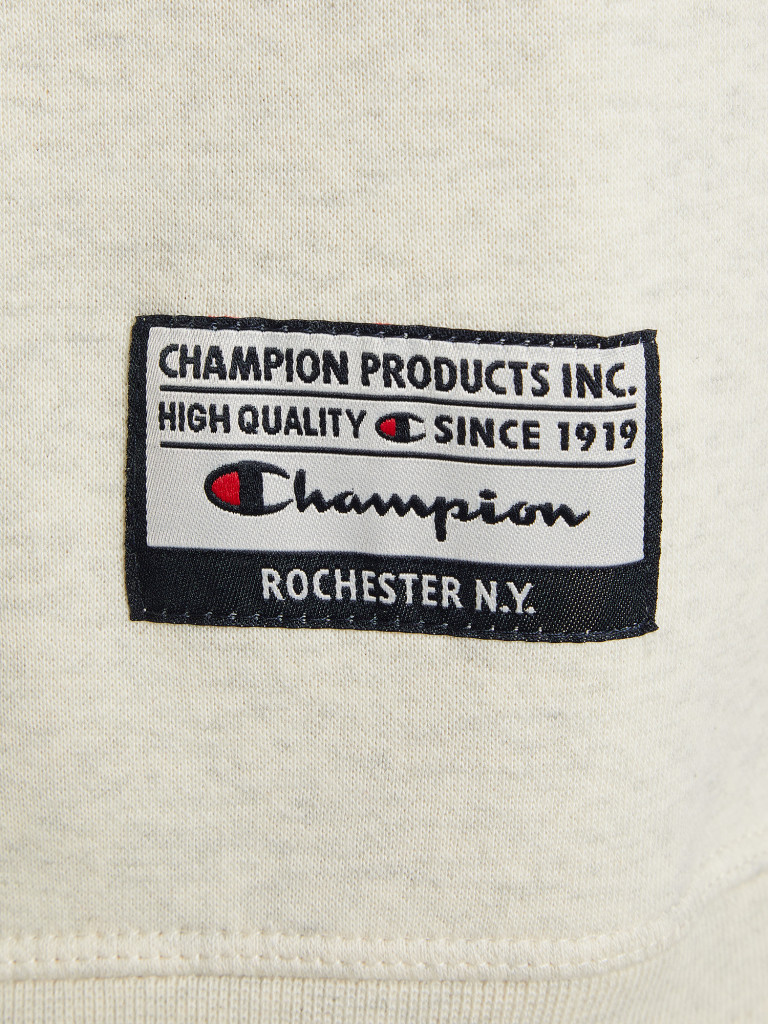 CHAMPION PRODUCTS INC.
HIGH QUALITY C SINCE 1919
Champion
ROCHESTER N.Y.